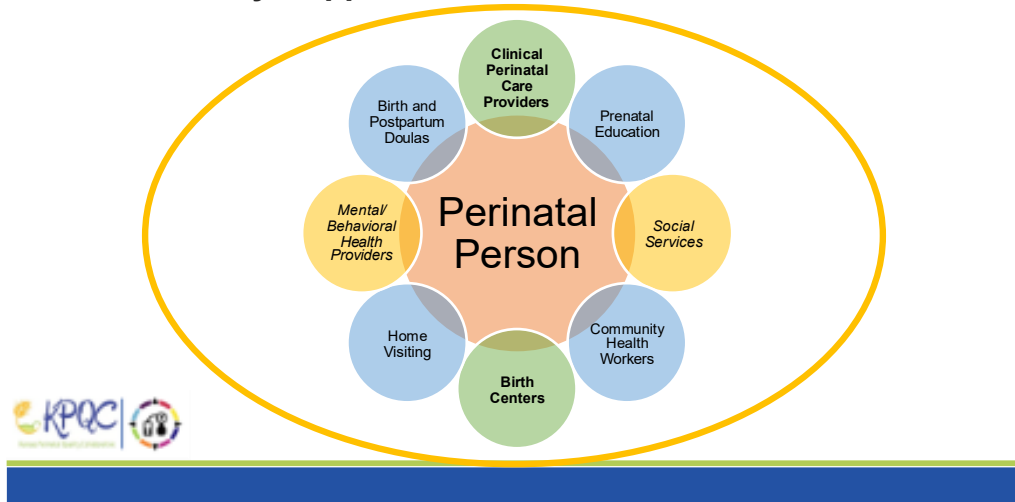 Clinical
Perinatal
Care
Providers
Birth and
Postpartum
Doulas
Prenatal
Education
Mental/
Behavioral
Health
Providers
Perinatal
Person
Social
Services
Home
Visiting
Community
Health
Workers
Birth
Centers
KPQC